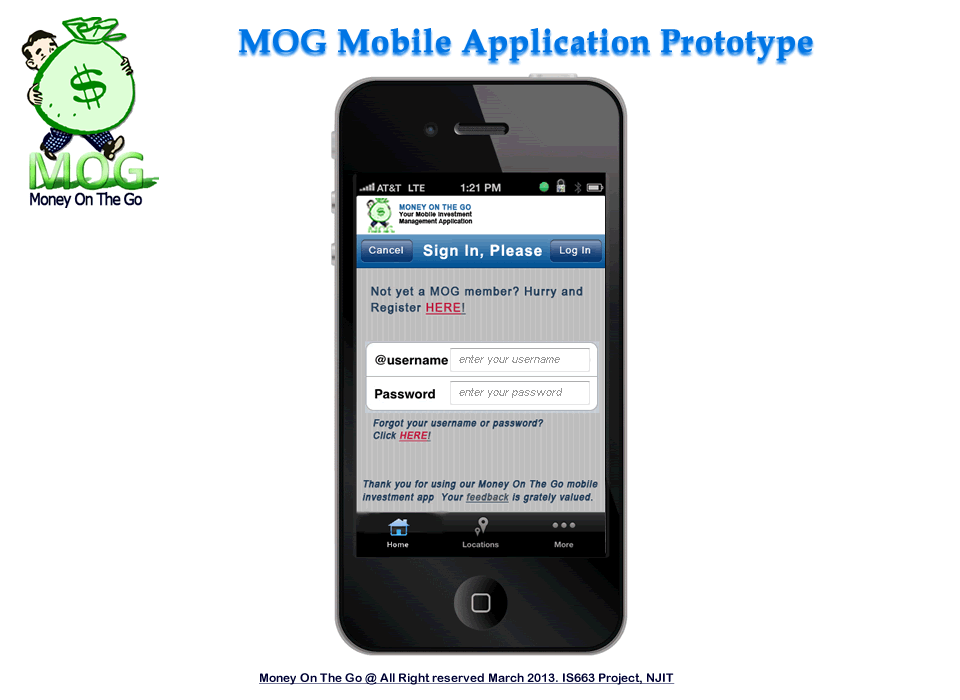 MOG Mobile Application Prototype
$
MOG
Money On The Go
AT&T LTE 1:21 PM
MONEY ON THE GO
Your Mobile Investment
Management Application
Cancel Sign In, Please Log In
Not yet a MOG member? Hurry and
Register HERE!
@username enter your username
Password enter your password
Forgot your username or password?
Click HERE!
Thank you for using our Money On The Go mobile
investment app Your feedback is grately valued.
Home Locations More
Money On The Go @ All Right reserved March 2013. IS663 Project, NJIT